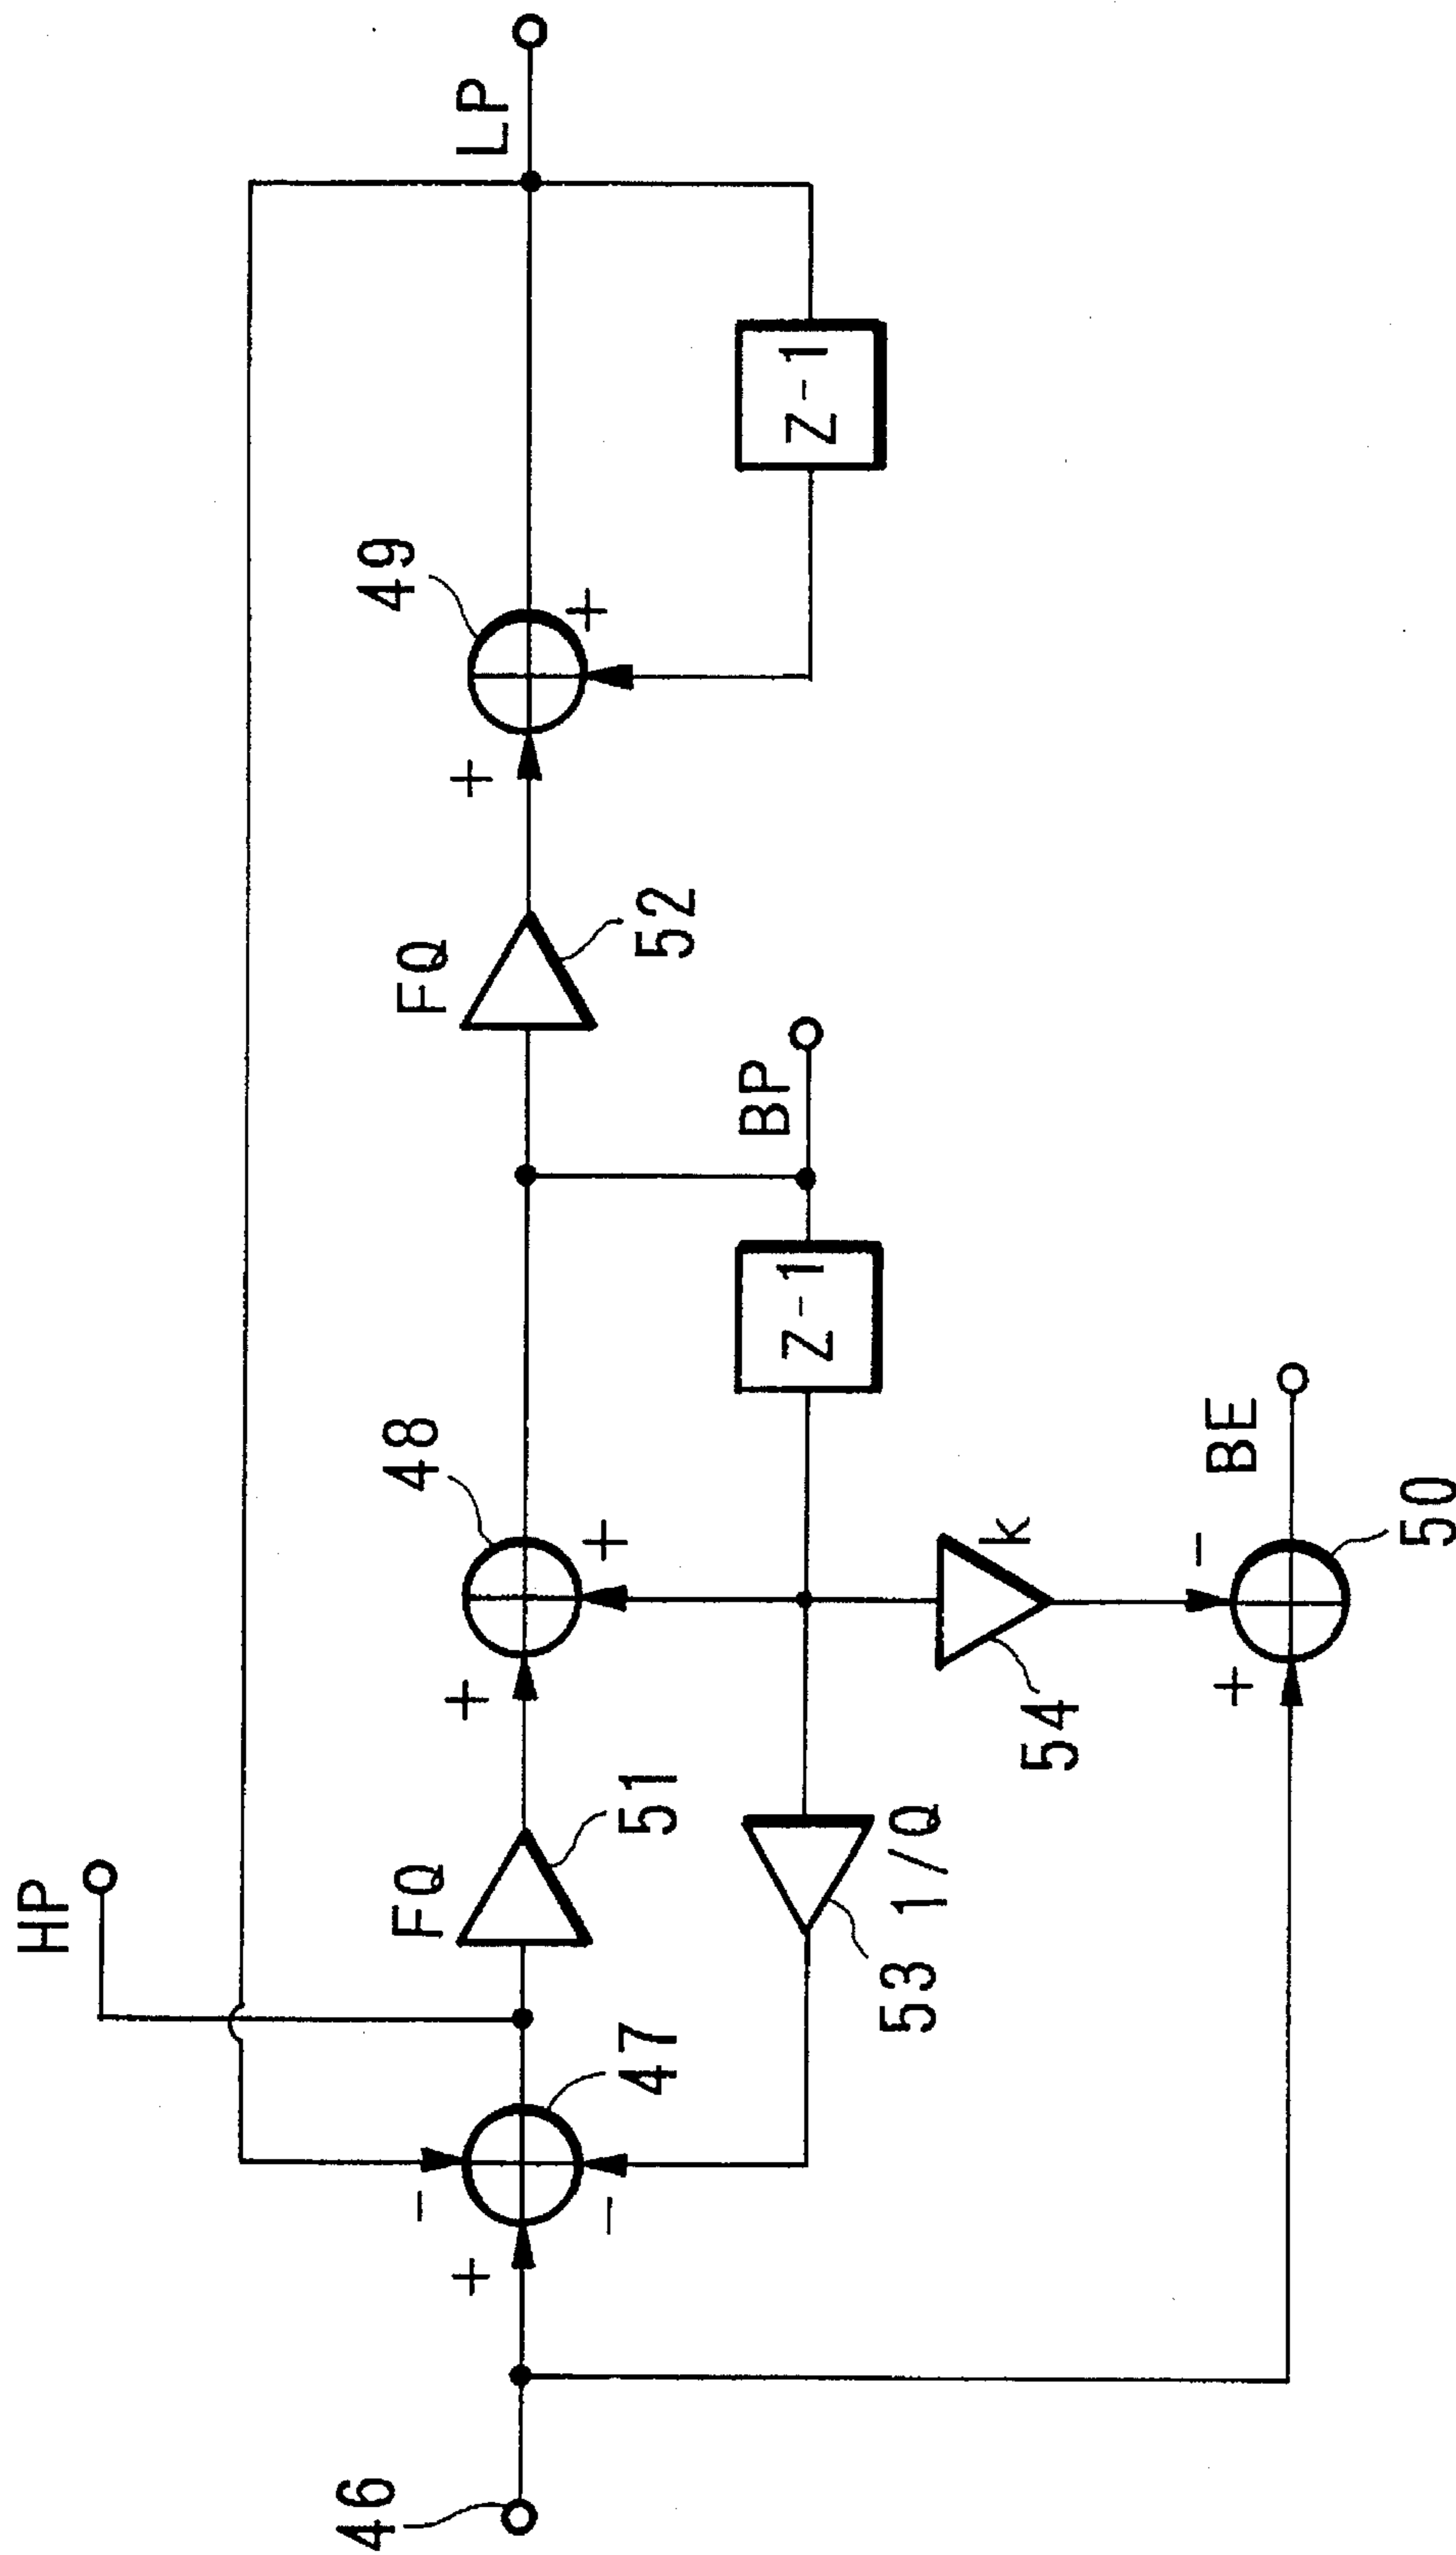 HP
LP
46
47
FQ
51
48
FQ
52
49
+
-
-
+
+
+
+
53
1/Q
Z-1
BP
Z-1
54
k
+
-
BE
50